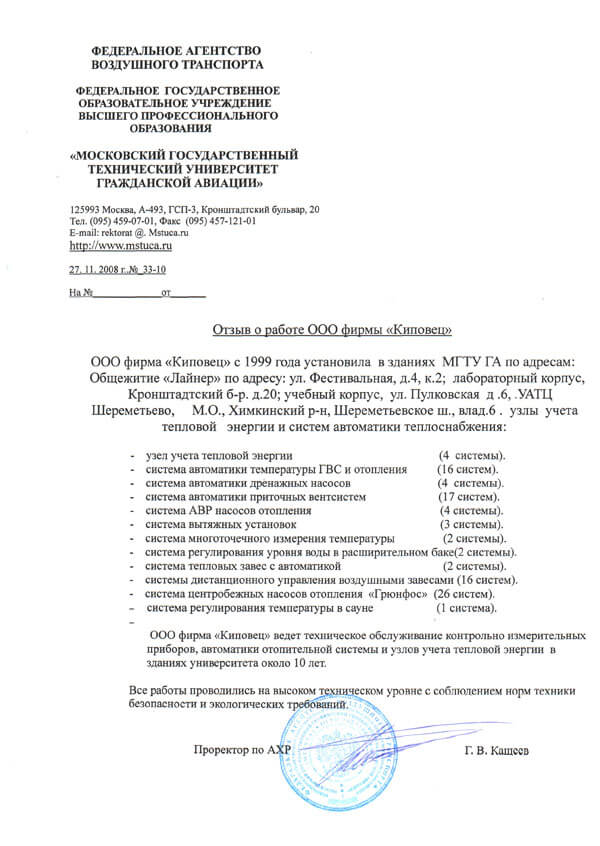 ФЕДЕРАЛЬНОЕ АГЕНТСТВО
ВОЗДУШНОГО ТРАНСПОРТА
ФЕДЕРАЛЬНОЕ ГОСУДАРСТВЕННОЕ
ОБРАЗОВАТЕЛЬНОЕ УЧРЕЖДЕНИЕ
ВЫСШЕГО ПРОФЕССИОНАЛЬНОГО
ОБРАЗОВАНИЯ
«МОСКОВСКИЙ ГОСУДАРСТВЕННЫЙ
ТЕХНИЧЕСКИЙ УНИВЕРСИТЕТ
ГРАЖДАНСКОЙ АВИАЦИИ»
125993 Москва, А-493, ГСП-3, Кронштадтский бульвар, 20
Тел. (095) 459-07-01, Факс (095) 457-121-01
E-mail: rektorat @. Mstuca.ru
http://www.mstuca.ru
27. 11. 2008 г.№_33-10
На №______________от_______
Отзыв о работе ООО фирмы «Киповец»
ООО фирма «Киповец» с 1999 года установила в зданиях МГТУ ГА по адресам:
Общежитие «Лайнер» по адресу: ул. Фестивальная, д.4, к.2; лабораторный корпус,
Кронштадтский б-р. д.20; учебный корпус, ул. Пулковская д .6, .УАТЦ
Шереметьево, М.О., Химкинский р-н, Шереметьевское ш., влад.6 . узлы учета
тепловой энергии и систем автоматики теплоснабжения:
- узел учета тепловой энергии (4 системы).
- система автоматики температуры ГВС и отопления (16 систем).
- система автоматики дренажных насосов (4 системы).
- система автоматики приточных вентсистем (17 систем).
- система АВР насосов отопления (4 системы).
- система вытяжных установок (3 системы).
- система многоточечного измерения температуры (2 системы).
- система регулирования уровня воды в расширительном баке(2 системы).
- система тепловых завес с автоматикой (2 системы).
- системы дистанционного управления воздушными завесами (16 систем).
- система центробежных насосов отопления «Грюнфос» (26 систем).
– система регулирования температуры в сауне (1 система).
–
ООО фирма «Киповец» ведет техническое обслуживание контрольно измерительных
приборов, автоматики отопительной системы и узлов учета тепловой энергии в
зданиях университета около 10 лет.
Все работы проводились на высоком техническом уровне с соблюдением норм техники
безопасности и экологических требований.
Проректор по АХР Г. В. Кащеев